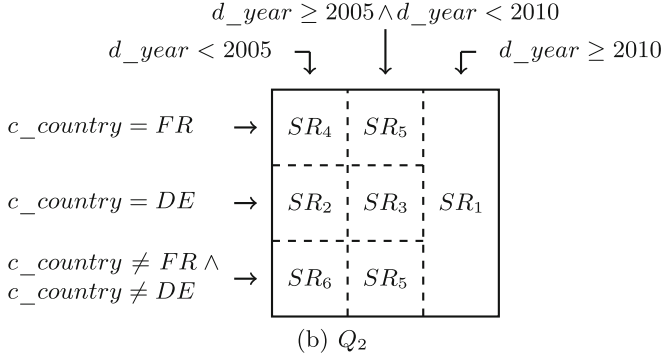 d_year ≥ 2005 ∧ d_year < 2010
d_year < 2005
d_year ≥ 2010
c_country = FR
SR₄ SR₅
c_country = DE
SR₂ SR₃ SR₁
c_country ≠ FR ∧
c_country ≠ DE
SR₆ SR₅
(b) Q₂